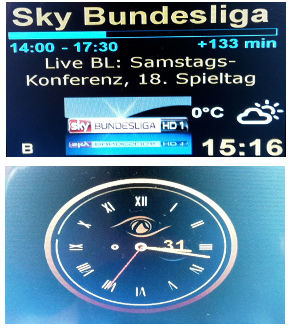 Sky Bundesliga
14:00 - 17:30 +133 min
Live BL: Samstags-
Konferenz, 18. Spieltag
0°C
sky BUNDESLIGA HD 1
B 15:16
XII
XI I
X II
IX 31 III
VIII IIII
VII V
VI